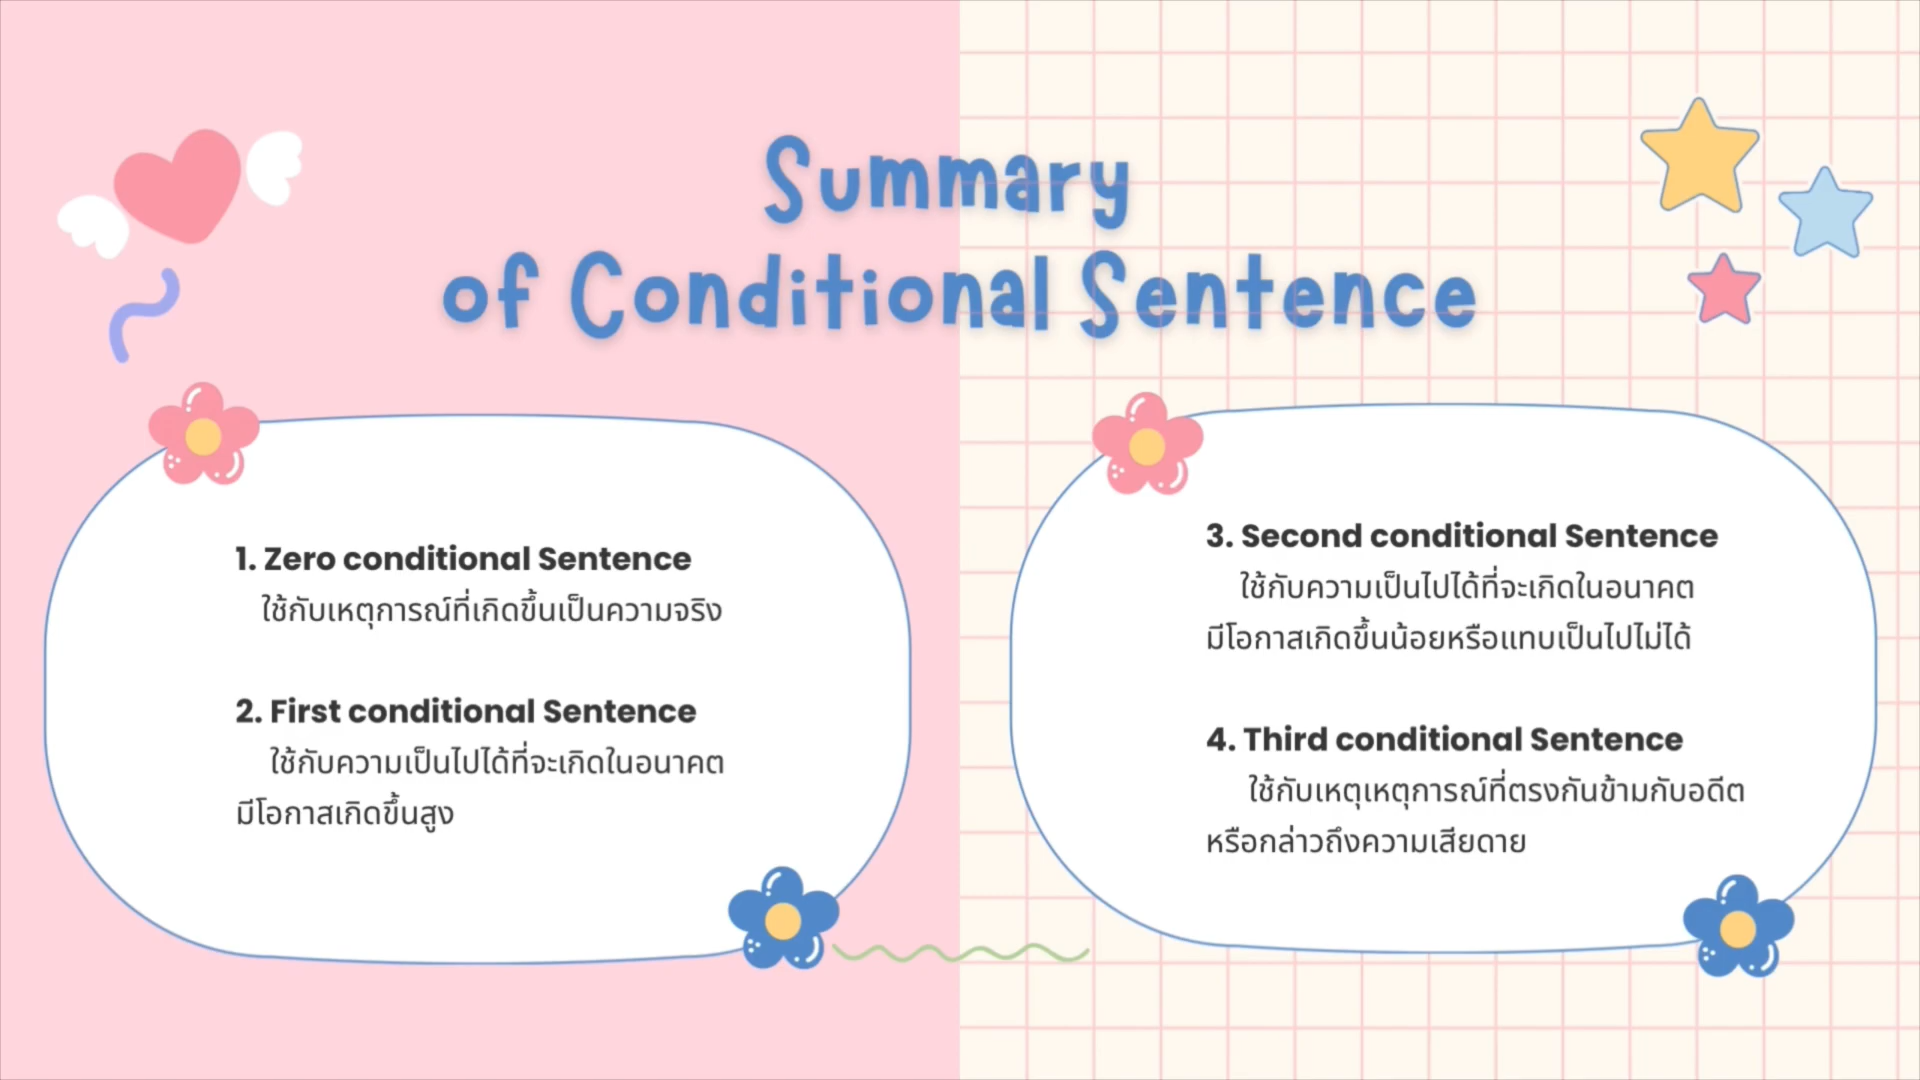 Summary
of Conditional Sentence
1. Zero conditional Sentence
ใช้กับเหตุการณ์ที่เกิดขึ้นเป็นความจริง
2. First conditional Sentence
ใช้กับความเป็นไปได้ที่จะเกิดในอนาคต
มีโอกาสเกิดขึ้นสูง
3. Second conditional Sentence
ใช้กับความเป็นไปได้ที่จะเกิดในอนาคต
มีโอกาสเกิดขึ้นน้อยหรือแทบเป็นไปไม่ได้
4. Third conditional Sentence
ใช้กับเหตุเหตุการณ์ที่ตรงกันข้ามกับอดีต
หรือกล่าวถึงความเสียดาย